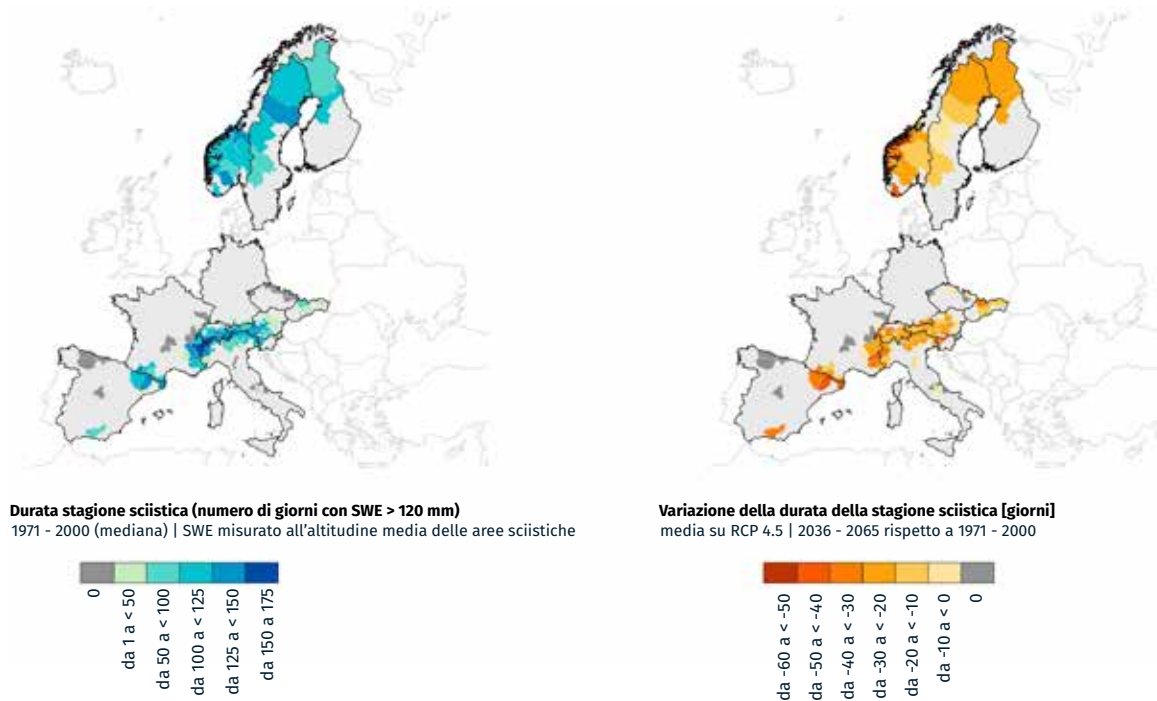 Durata stagione sciistica (numero di giorni con SWE > 120 mm)
1971 - 2000 (mediana) | SWE misurato all'altitudine media delle aree sciistiche
0
da 1 a < 50
da 50 a < 100
da 100 a < 125
da 125 a < 150
da 150 a 175
Variazione della durata della stagione sciistica [giorni]
media su RCP 4.5 | 2036 - 2065 rispetto a 1971 - 2000
da -60 a < -50
da -50 a < -40
da -40 a < -30
da -30 a < -20
da -20 a < -10
da -10 a < 0
0